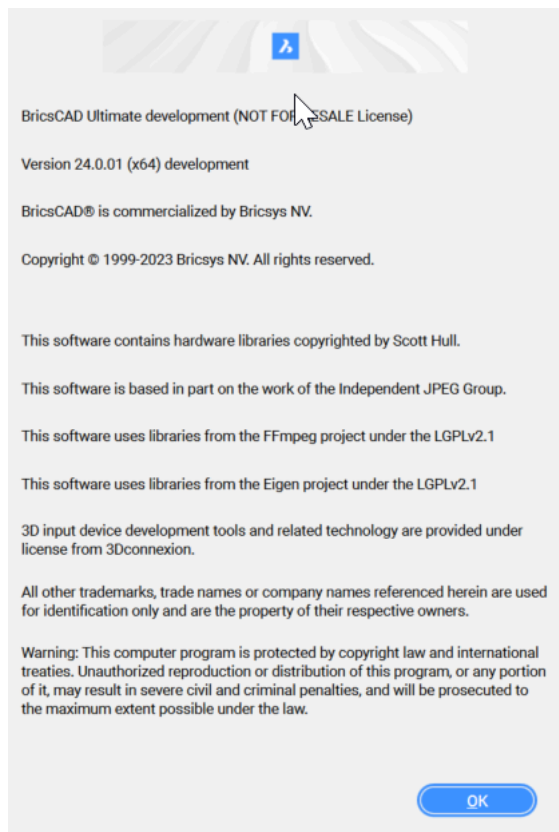 BricsCAD Ultimate development (NOT FOR RESALE License)
Version 24.0.01 (x64) development
BricsCAD® is commercialized by Bricsys NV.
Copyright © 1999-2023 Bricsys NV. All rights reserved.
This software contains hardware libraries copyrighted by Scott Hull.
This software is based in part on the work of the Independent JPEG Group.
This software uses libraries from the FFmpeg project under the LGPLv2.1
This software uses libraries from the Eigen project under the LGPLv2.1
3D input device development tools and related technology are provided under
license from 3Dconnexion.
All other trademarks, trade names or company names referenced herein are used
for identification only and are the property of their respective owners.
Warning: This computer program is protected by copyright law and international
treaties. Unauthorized reproduction or distribution of this program, or any portion
of it, may result in severe civil and criminal penalties, and will be prosecuted to
the maximum extent possible under the law.
OK